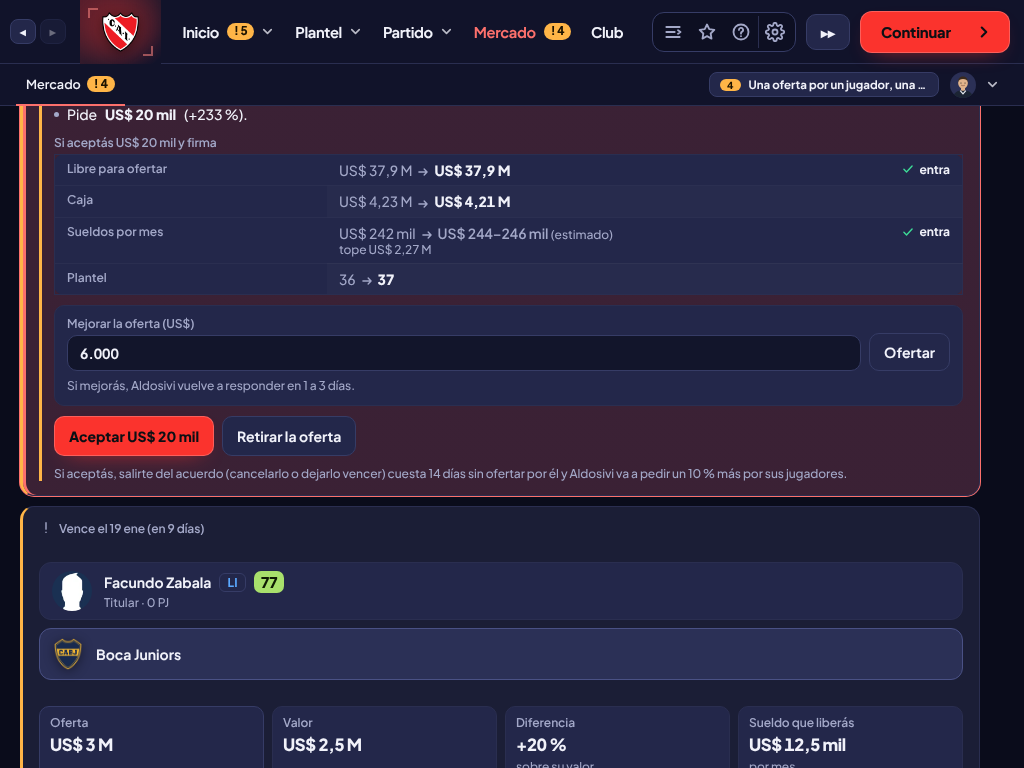 Inicio ! 5 Plantel Partido Mercado ! 4 Club Continuar
Mercado ! 4
4 Una oferta por un jugador, una ...
• Pide US$ 20 mil (+233 %).
Si aceptás US$ 20 mil y firma
Libre para ofertar US$ 37,9 M → US$ 37,9 M ✓ entra
Caja US$ 4,23 M → US$ 4,21 M
Sueldos por mes US$ 242 mil → US$ 244–246 mil (estimado) ✓ entra
tope US$ 2,27 M
Plantel 36 → 37
Mejorar la oferta (US$)
6.000 Ofertar
Si mejorás, Aldosivi vuelve a responder en 1 a 3 días.
Aceptar US$ 20 mil Retirar la oferta
Si aceptás, salirte del acuerdo (cancelarlo o dejarlo vencer) cuesta 14 días sin ofertar por él y Aldosivi va a pedir un 10 % más por sus jugadores.
! Vence el 19 ene (en 9 días)
Facundo Zabala LI 77
Titular · 0 PJ
CABJ Boca Juniors
Oferta Valor Diferencia Sueldo que liberás
US$ 3 M US$ 2,5 M +20 % US$ 12,5 mil
sobre su valor por mes